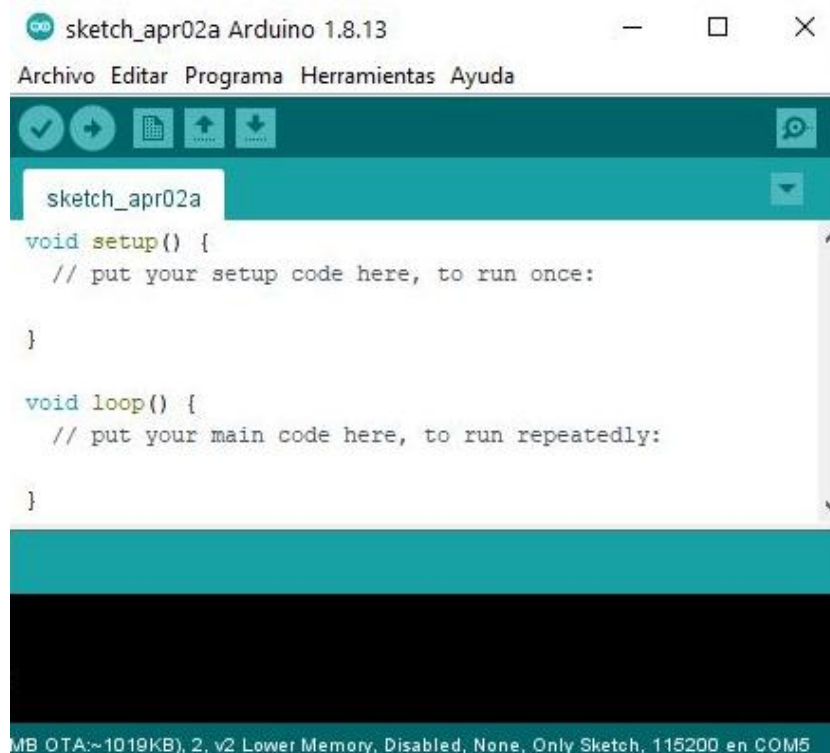 sketch_apr02a Arduino 1.8.13
Archivo Editar Programa Herramientas Ayuda
sketch_apr02a
void setup() {
  // put your setup code here, to run once:
}
void loop() {
  // put your main code here, to run repeatedly:
}
MB OTA:~1019KB), 2, v2 Lower Memory, Disabled, None, Only Sketch, 115200 en COM5